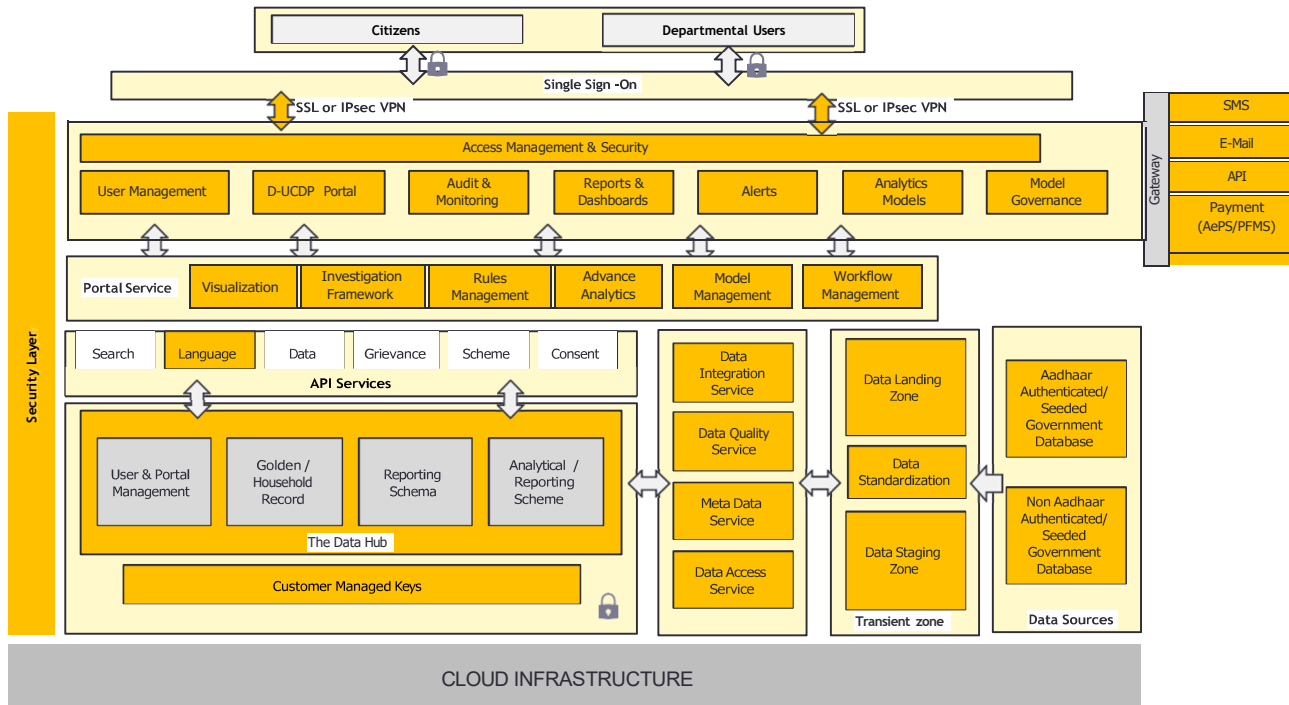 Citizens
Departmental Users
Single Sign -On
SSL or IPsec VPN
SSL or IPsec VPN
Access Management & Security
User Management
D-UCDP Portal
Audit &
Monitoring
Reports &
Dashboards
Alerts
Analytics
Models
Model
Governance
Gateway
SMS
E-Mail
API
Payment
(AePS/PFMS)
Security Layer
Portal Service
Visualization
Investigation
Framework
Rules
Management
Advance
Analytics
Model
Management
Workflow
Management
Search
Language
Data
Grievance
Scheme
Consent
API Services
User & Portal
Management
Golden /
Household
Record
Reporting
Schema
Analytical /
Reporting
Scheme
The Data Hub
Customer Managed Keys
Data
Integration
Service
Data Quality
Service
Meta Data
Service
Data Access
Service
Data Landing
Zone
Data
Standardization
Data Staging
Zone
Transient zone
Aadhaar
Authenticated/
Seeded
Government
Database
Non Aadhaar
Authenticated/
Seeded
Government
Database
Data Sources
CLOUD INFRASTRUCTURE